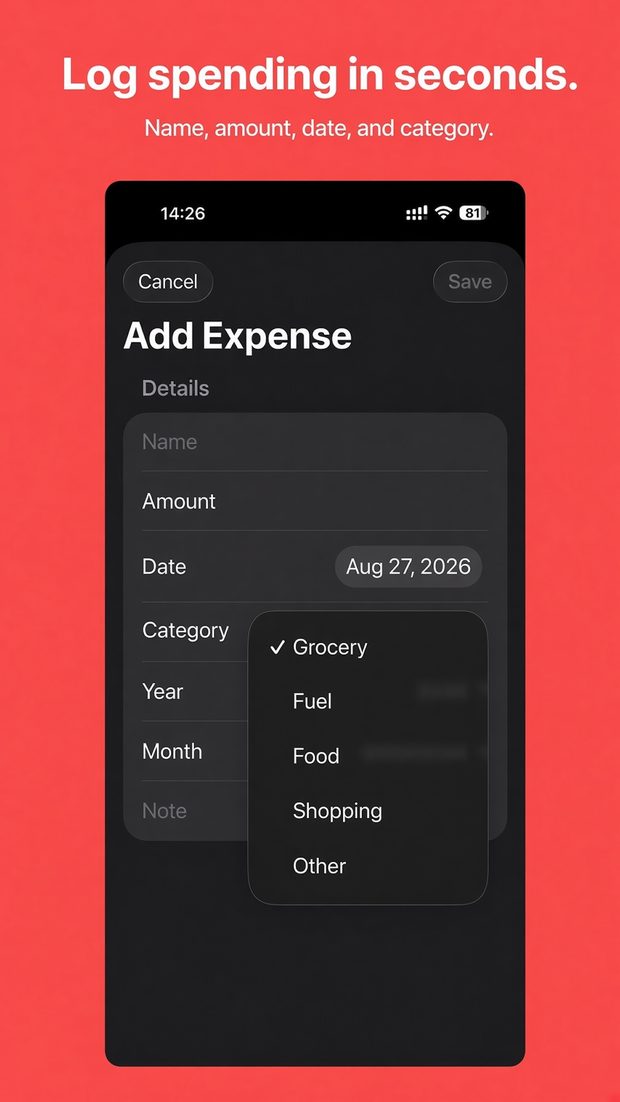 Log spending in seconds.
Name, amount, date, and category.
14:26
81
Cancel
Save
Add Expense
Details
Name
Amount
Date
Aug 27, 2026
Category
Grocery
Year
Fuel
Month
Food
Note
Shopping
Other